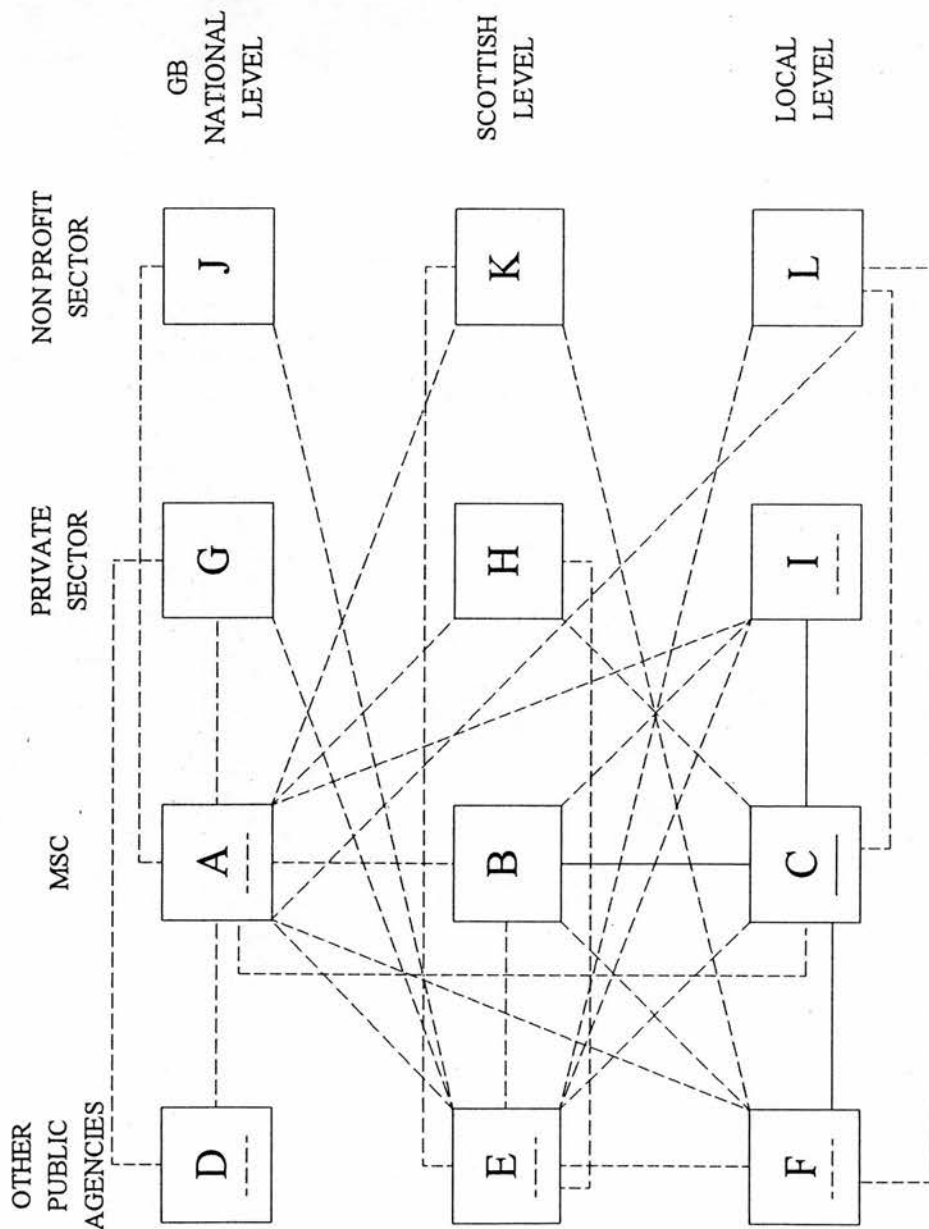 OTHER
PUBLIC
AGENCIES
MSC
PRIVATE
SECTOR
NON PROFIT
SECTOR
D
A
G
J
GB
NATIONAL
LEVEL
E
B
H
K
SCOTTISH
LEVEL
F
C
I
L
LOCAL
LEVEL